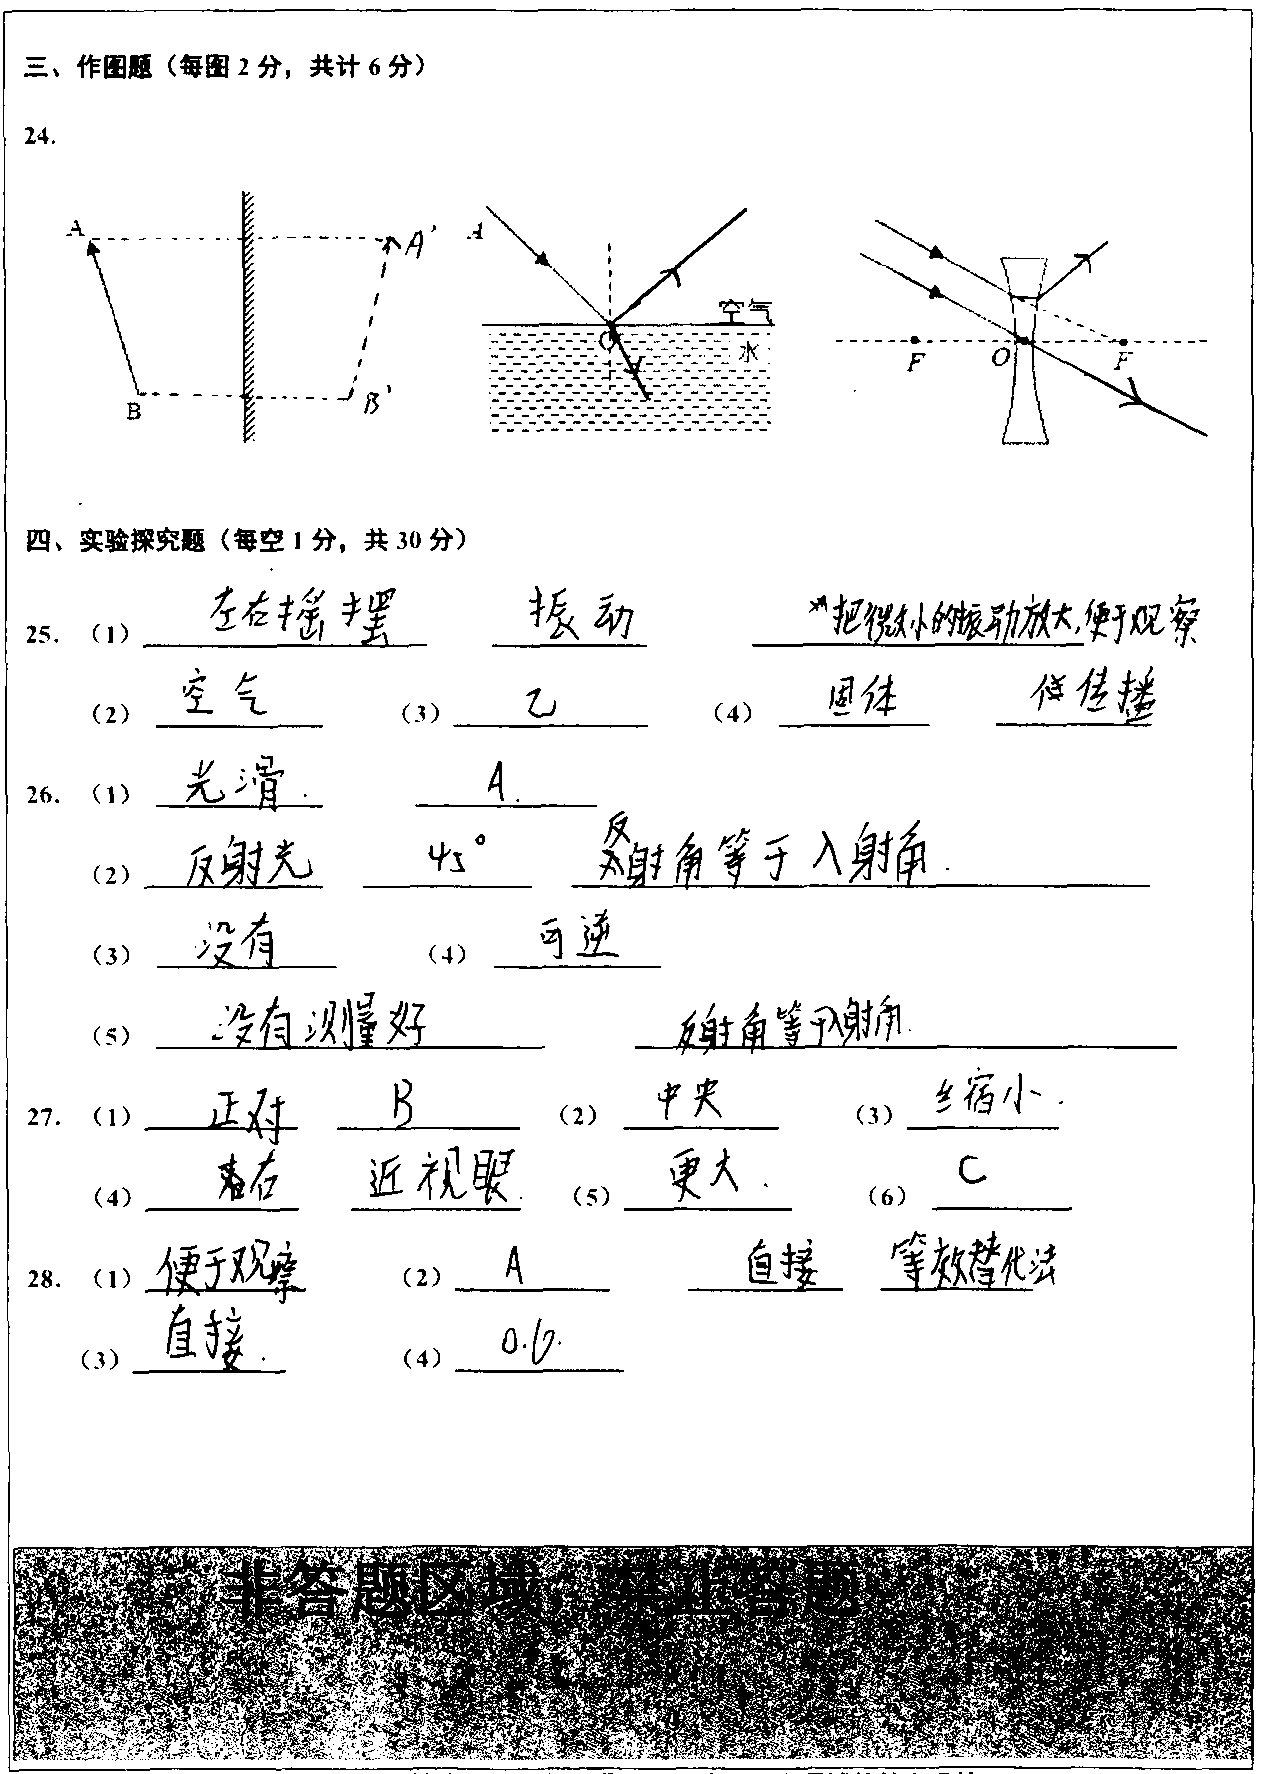 三、作图题（每图 2 分，共计 6 分）
24.
A A' A 空气 水 O F O F
B B'
四、实验探究题（每空 1 分，共 30 分）
25. （1） 左右摇摆 振动 把微小的振动放大,便于观察
（2） 空气 （3） 乙 （4） 固体 传播
26. （1） 光滑. A.
（2） 反射光 45° 反射角等于入射角.
（3） 没有 （4） 可逆
（5） 没有测量好 反射角等于入射角.
27. （1） 正对 B （2） 中央 （3） 缩小.
（4） 右 近视眼. （5） 更大. （6） C
28. （1） 便于观察 （2） A 直接 等效替代法
（3） 直接. （4） 0.6.
非答题区域，禁止答题